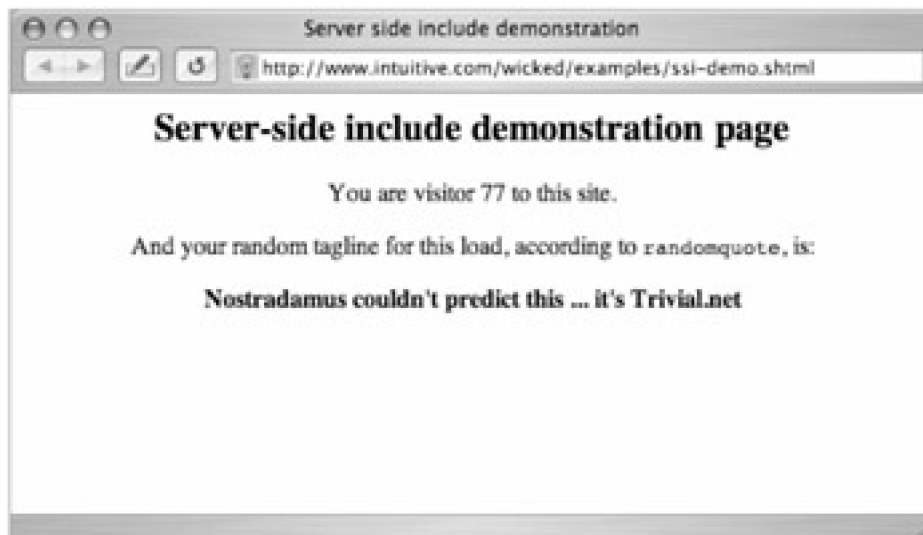 Server side include demonstration
http://www.intuitive.com/wicked/examples/ssi-demo.shtml
Server-side include demonstration page
You are visitor 77 to this site.
And your random tagline for this load, according to randomquote, is:
Nostradamus couldn't predict this ... it's Trivial.net